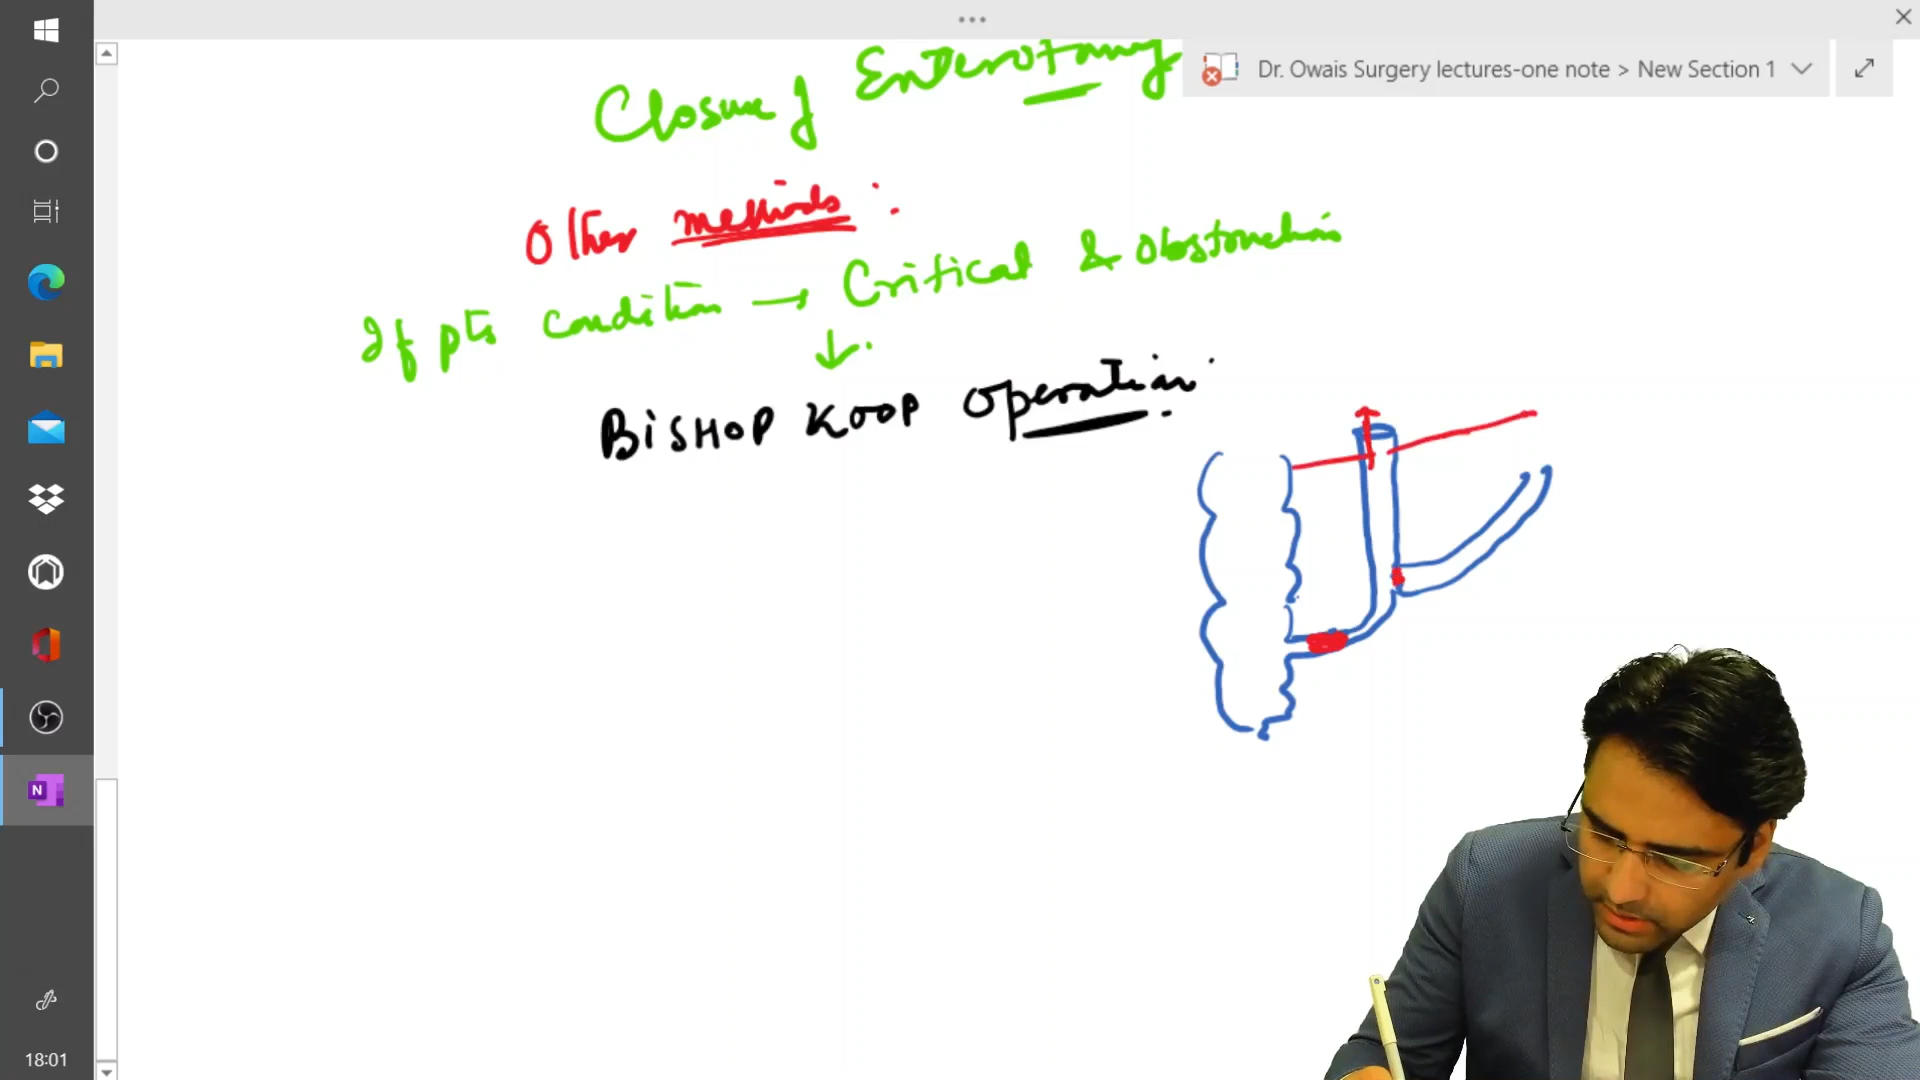 Dr. Owais Surgery lectures-one note > New Section 1
Closure of Enterotomy
Other methods :
If pts condition → Critical & obstruction
↓
BISHOP KOOP Operation
N
18:01